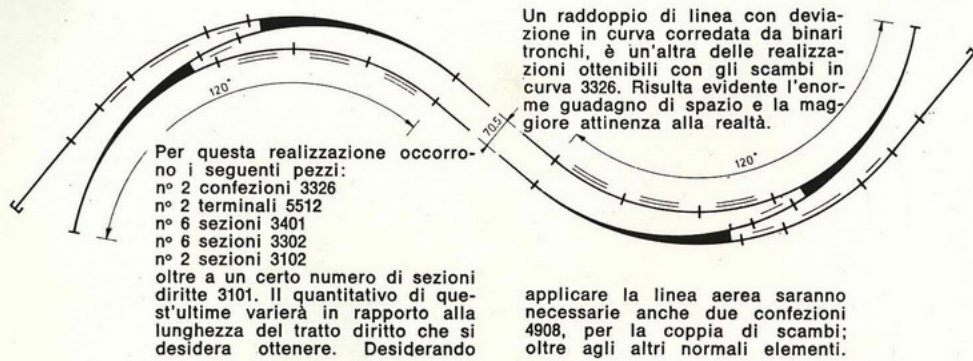 Un raddoppio di linea con devia-
zione in curva corredata da binari
tronchi, è un'altra delle realizza-
zioni ottenibili con gli scambi in
curva 3326. Risulta evidente l'enor-
me guadagno di spazio e la mag-
giore attinenza alla realtà.
120°
70.5
120°
Per questa realizzazione occorro-
no i seguenti pezzi:
n° 2 confezioni 3326
n° 2 terminali 5512
n° 6 sezioni 3401
n° 6 sezioni 3302
n° 2 sezioni 3102
oltre a un certo numero di sezioni
diritte 3101. Il quantitativo di que-
st'ultime varierà in rapporto alla
lunghezza del tratto diritto che si
desidera ottenere. Desiderando
applicare la linea aerea saranno
necessarie anche due confezioni
4908, per la coppia di scambi;
oltre agli altri normali elementi.